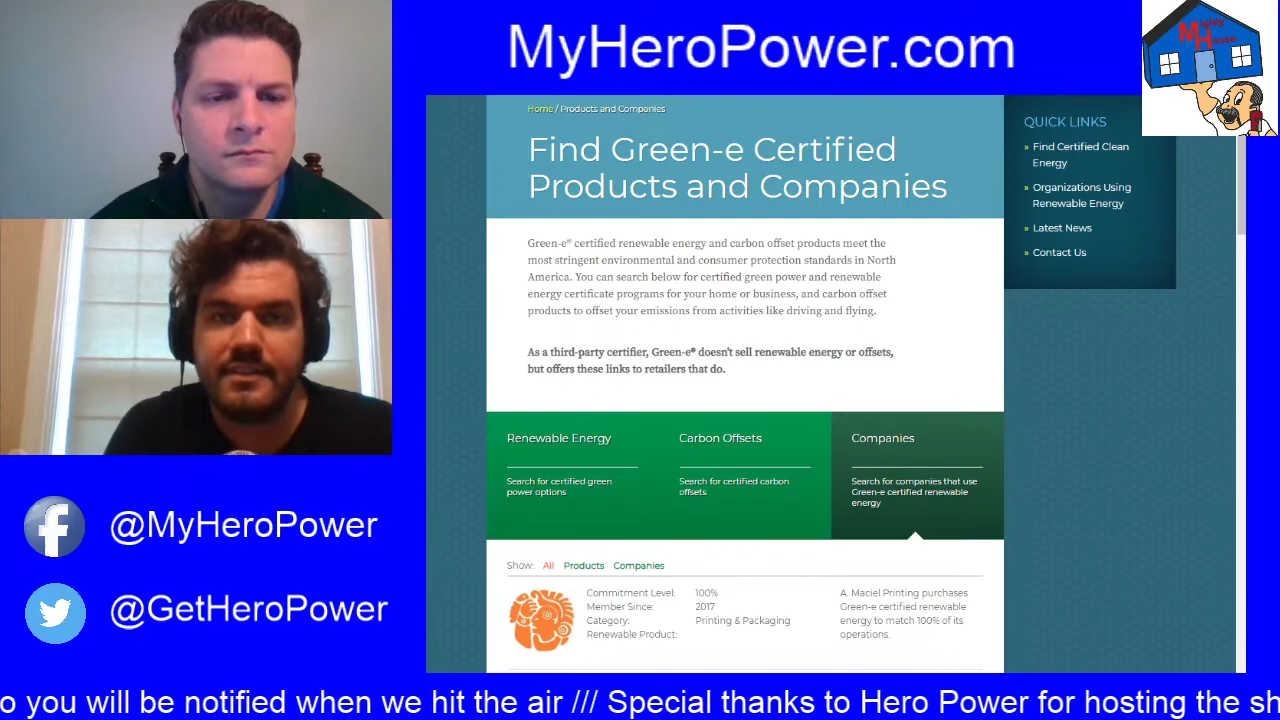 MyHeroPower.com
Mighty
House
Home / Products and Companies
Find Green-e Certified
Products and Companies
QUICK LINKS
» Find Certified Clean
Energy
» Organizations Using
Renewable Energy
» Latest News
» Contact Us
Green-e® certified renewable energy and carbon offset products meet the
most stringent environmental and consumer protection standards in North
America. You can search below for certified green power and renewable
energy certificate programs for your home or business, and carbon offset
products to offset your emissions from activities like driving and flying.
As a third-party certifier, Green-e® doesn't sell renewable energy or offsets,
but offers these links to retailers that do.
Renewable Energy
Search for certified green
power options
Carbon Offsets
Search for certified carbon
offsets
Companies
Search for companies that use
Green-e certified renewable
energy
Show: All Products Companies
Commitment Level: 100%
Member Since: 2017
Category: Printing & Packaging
Renewable Product:
A. Maciel Printing purchases
Green-e certified renewable
energy to match 100% of its
operations.
f @MyHeroPower
@GetHeroPower
o you will be notified when we hit the air /// Special thanks to Hero Power for hosting the sh